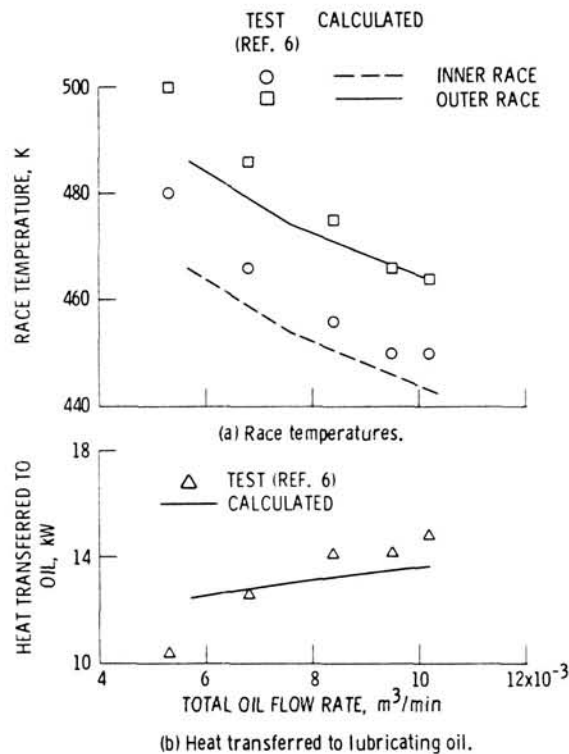 TEST CALCULATED
(REF. 6)
INNER RACE
OUTER RACE
500
480
460
440
RACE TEMPERATURE, K
(a) Race temperatures.
18
14
10
HEAT TRANSFERRED TO
OIL, kW
TEST (REF. 6)
CALCULATED
4 6 8 10 12x10⁻³
TOTAL OIL FLOW RATE, m³/min
(b) Heat transferred to lubricating oil.